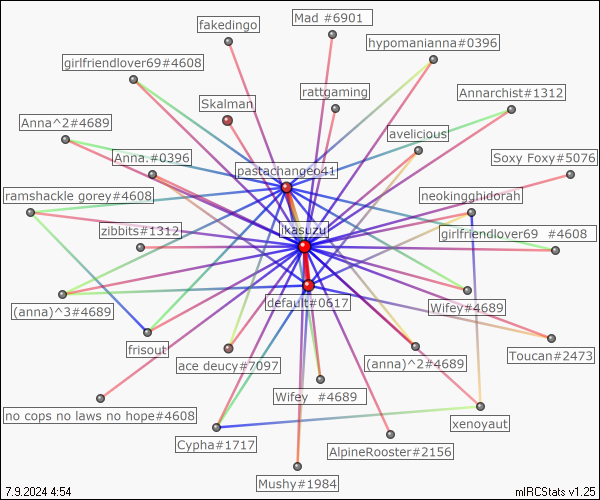 fakedingo
Mad #6901
hypomanianna#0396
girlfriendlover69#4608
Skalman
rattgaming
Annarchist#1312
Anna^2#4689
avelicious
Anna.#0396
pastachangeo41
Soxy Foxy#5076
ramshackle gorey#4608
neokingghidorah
zibbits#1312
jkasuzu
girlfriendlover69 #4608
(anna)^3#4689
default#0617
Wifey#4689
frisout
ace deucy#7097
(anna)^2#4689
Toucan#2473
no cops no laws no hope#4608
Wifey #4689
xenoyaut
Cypha#1717
AlpineRooster#2156
Mushy#1984
7.9.2024 4:54
mIRCStats v1.25